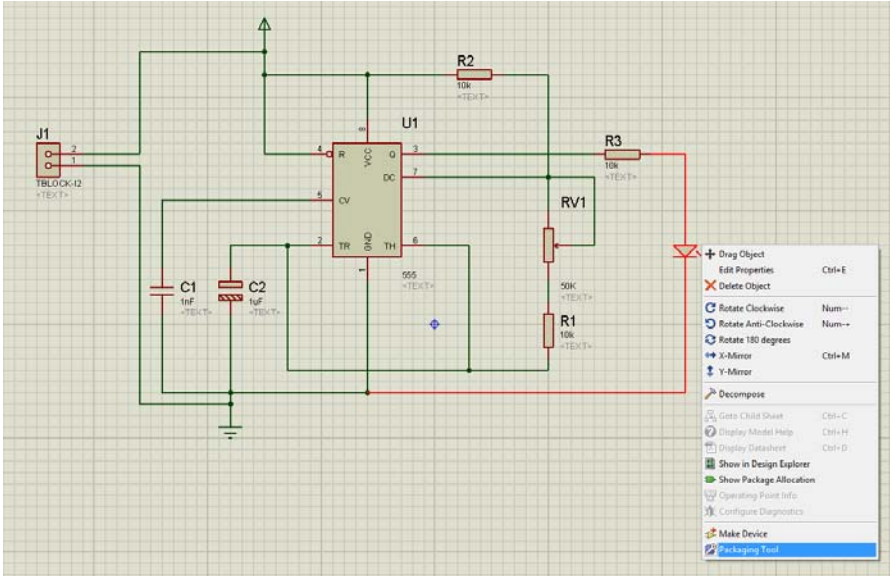 R2
10k
<TEXT>
J1
2
1
TBLOCK-I2
<TEXT>
U1
8
VCC
4
R
Q
3
DC
7
5
CV
2
TR
GND
TH
6
1
555
<TEXT>
R3
10k
<TEXT>
RV1
50K
<TEXT>
C1
1nF
<TEXT>
C2
1uF
<TEXT>
R1
10k
<TEXT>
Drag Object
Edit Properties Ctrl+E
Delete Object
Rotate Clockwise Num--
Rotate Anti-Clockwise Num-+
Rotate 180 degrees
X-Mirror Ctrl+M
Y-Mirror
Decompose
Goto Child Sheet Ctrl+C
Display Model Help Ctrl+H
Display Datasheet Ctrl+D
Show in Design Explorer
Show Package Allocation
Operating Point Info
Configure Diagnostics
Make Device
Packaging Tool